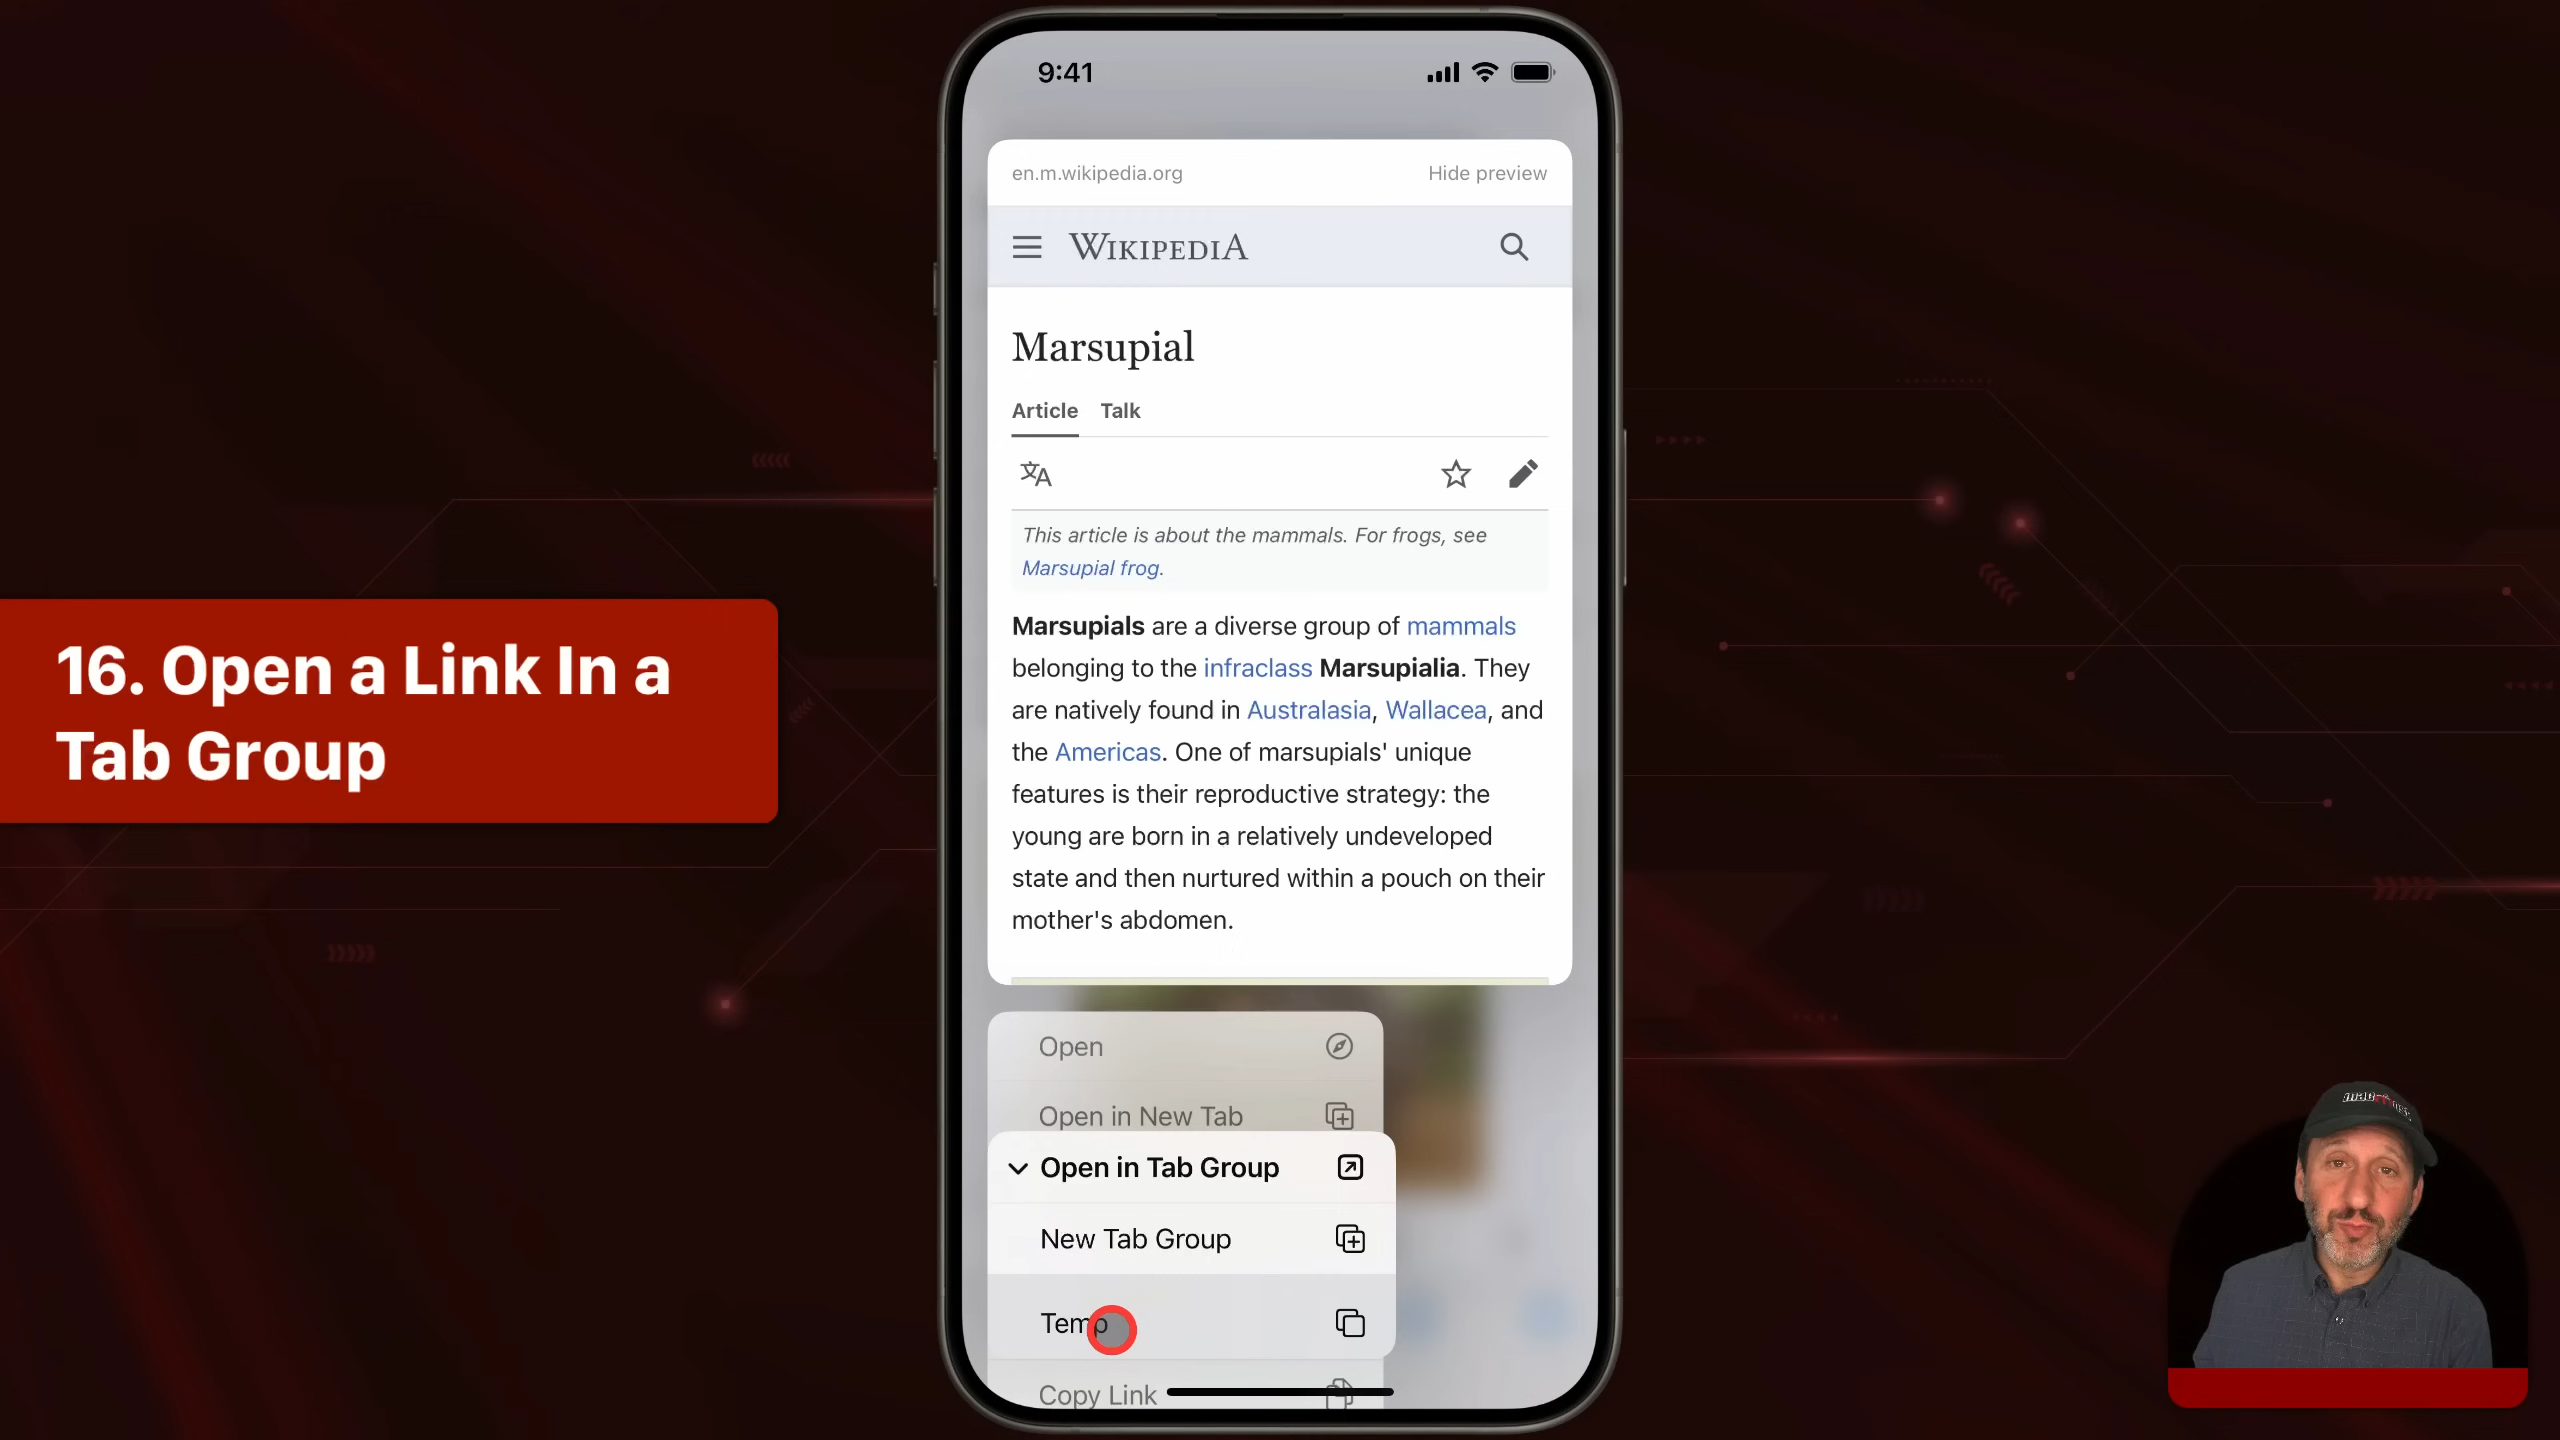 9:41
en.m.wikipedia.org Hide preview
WIKIPEDIA
Marsupial
Article Talk
This article is about the mammals. For frogs, see
Marsupial frog.
Marsupials are a diverse group of mammals
belonging to the infraclass Marsupialia. They
are natively found in Australasia, Wallacea, and
the Americas. One of marsupials' unique
features is their reproductive strategy: the
young are born in a relatively undeveloped
state and then nurtured within a pouch on their
mother's abdomen.
Open
Open in New Tab
Open in Tab Group
New Tab Group
Temp
Copy Link
16. Open a Link In a
Tab Group